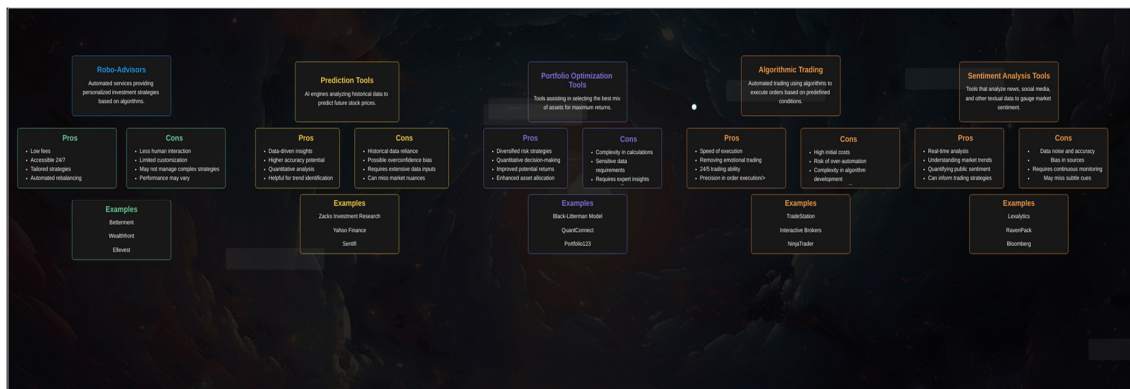 Robo-Advisors
Automated services providing
personalized investment strategies
based on algorithms.
Pros
Low fees
Accessible 24/7
Tailored strategies
Automated rebalancing
Cons
Less human interaction
Limited customization
May not manage complex strategies
Performance may vary
Examples
Betterment
Wealthfront
Ellevest
Prediction Tools
AI engines analyzing historical data to
predict future stock prices.
Pros
Data-driven insights
Higher accuracy potential
Quantitative analysis
Helpful for trend identification
Cons
Historical data reliance
Possible overconfidence bias
Requires extensive data inputs
Can miss market nuances
Examples
Zacks Investment Research
Yahoo Finance
Sentifi
Portfolio Optimization
Tools
Tools assisting in selecting the best mix
of assets for maximum returns.
Pros
Diversified risk strategies
Quantitative decision-making
Improved potential returns
Enhanced asset allocation
Cons
Complexity in calculations
Sensitive data
requirements
Requires expert insights
Examples
Black-Litterman Model
QuantConnect
Portfolio123
Algorithmic Trading
Automated trading using algorithms to
execute orders based on predefined
conditions.
Pros
Speed of execution
Removing emotional trading
24/5 trading ability
Precision in order execution/>
Cons
High initial costs
Risk of over-automation
Complexity in algorithm
development
Examples
TradeStation
Interactive Brokers
NinjaTrader
Sentiment Analysis Tools
Tools that analyze news, social media,
and other textual data to gauge market
sentiment.
Pros
Real-time analysis
Understanding market trends
Quantifying public sentiment
Can inform trading strategies
Cons
Data noise and accuracy
Bias in sources
Requires continuous monitoring
May miss subtle cues
Examples
Lexalytics
RavenPack
Bloomberg